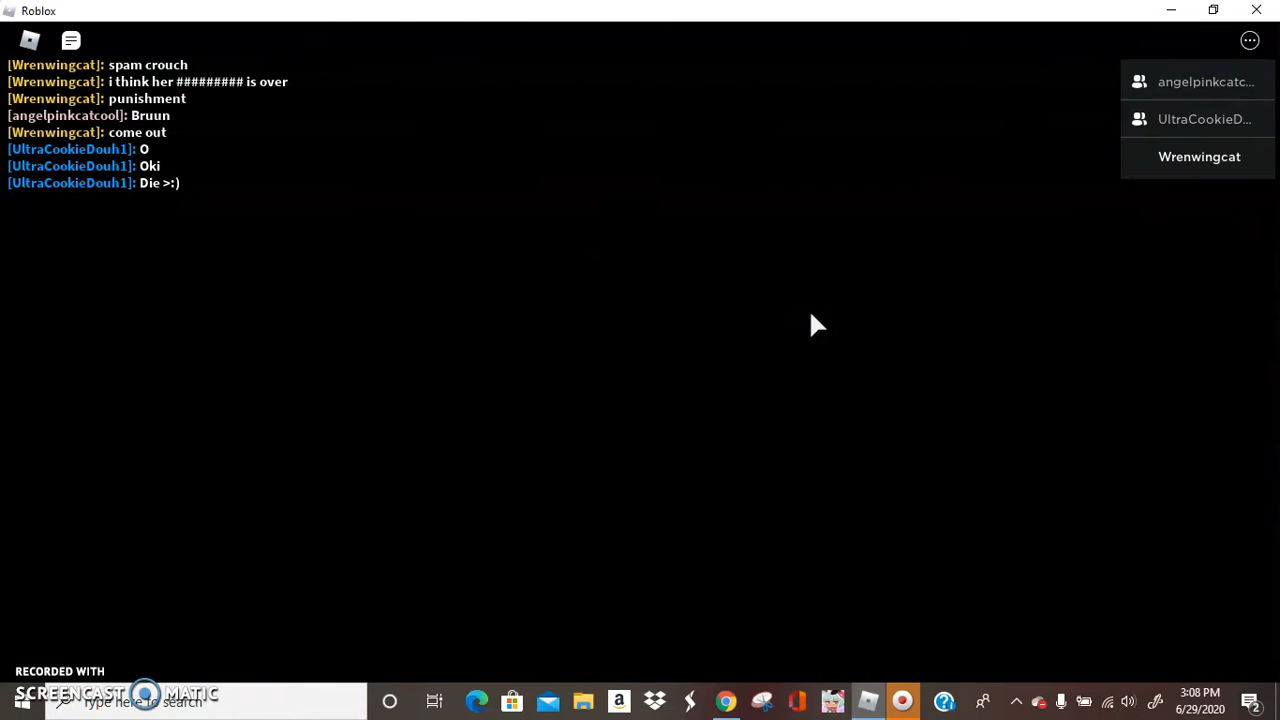 Roblox
[Wrenwingcat]: spam crouch
[Wrenwingcat]: i think her ######### is over
[Wrenwingcat]: punishment
[angelpinkcatcool]: Bruun
[Wrenwingcat]: come out
[UltraCookieDouh1]: O
[UltraCookieDouh1]: Oki
[UltraCookieDouh1]: Die >:)
angelpinkcatc...
UltraCookieD...
Wrenwingcat
RECORDED WITH
SCREENCAST MATIC
Type here to search
3:08 PM
6/29/2020
2